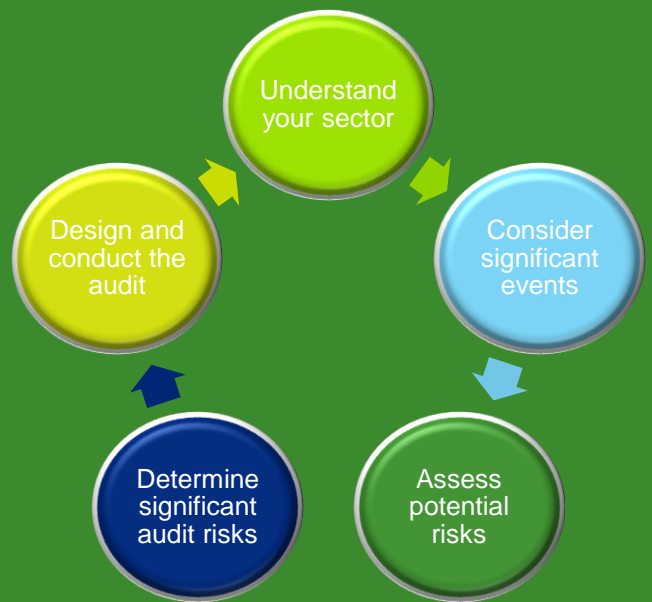 Understand
your sector
Consider
significant
events
Assess
potential
risks
Determine
significant
audit risks
Design and
conduct the
audit